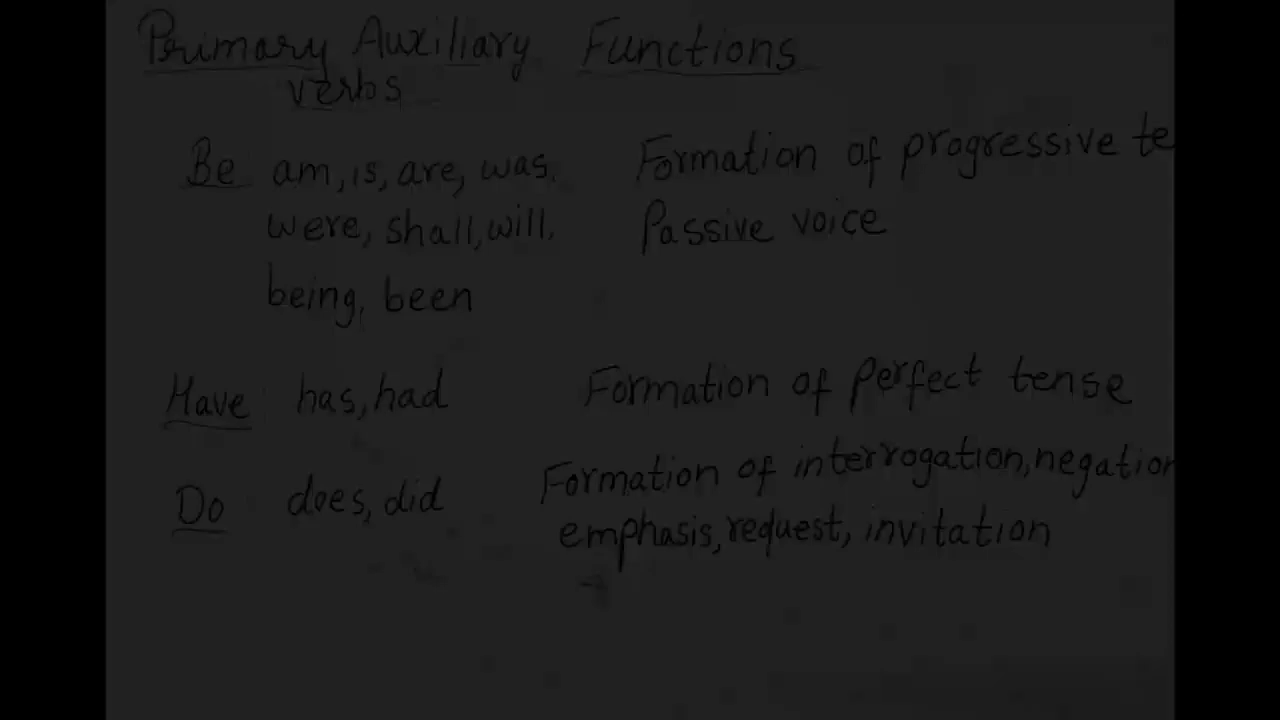 Primary Auxiliary Functions
verbs
Be am, is, are, was, Formation of progressive te
were, shall, will, Passive voice
being, been
Have has, had Formation of perfect tense
Do does, did Formation of interrogation, negation
emphasis, request, invitation